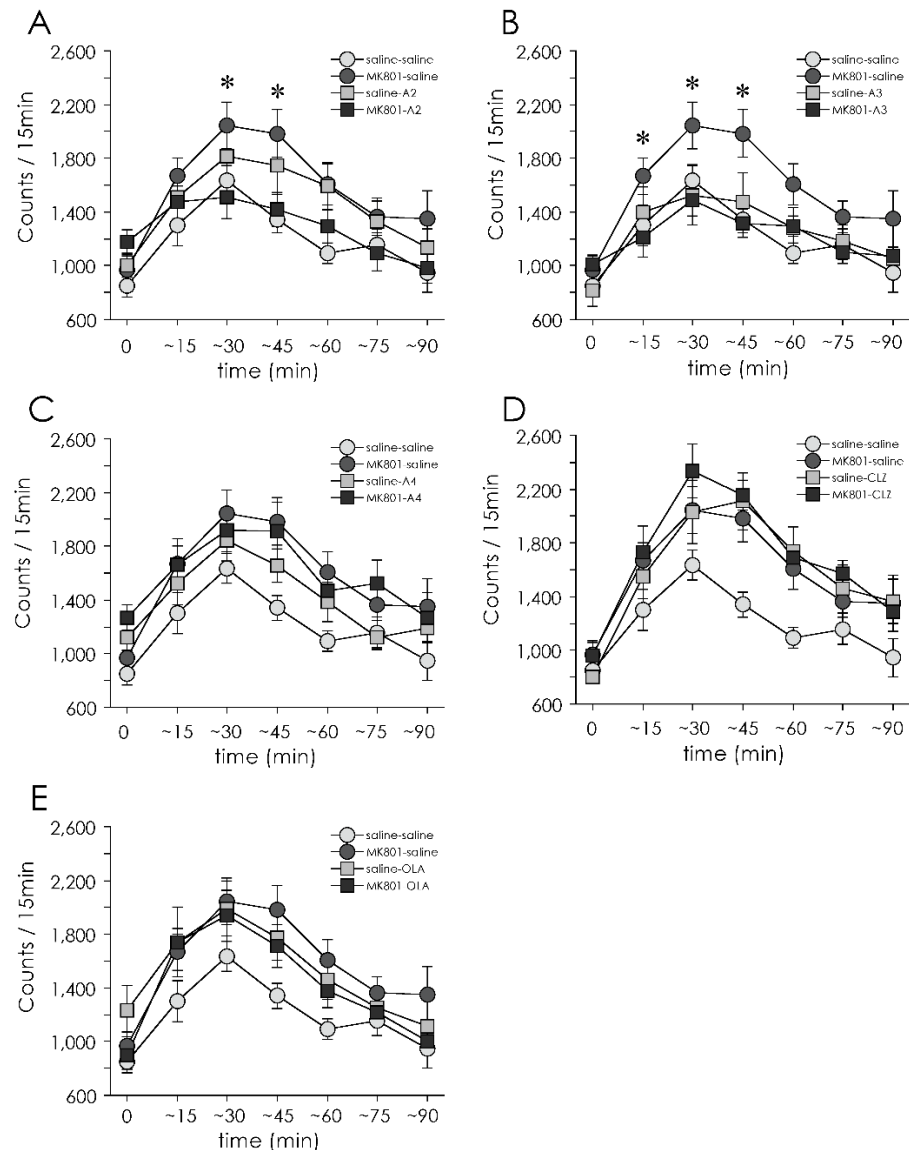 A
2,600
2,200
1,800
1,400
1,000
600
Counts / 15min
saline-saline
MK801-saline
saline-A2
MK801-A2
*
*
0
~15
~30
~45
~60
~75
~90
time (min)
B
2,600
2,200
1,800
1,400
1,000
600
Counts / 15min
saline-saline
MK801-saline
saline-A3
MK801-A3
*
*
*
0
~15
~30
~45
~60
~75
~90
time (min)
C
2,600
2,200
1,800
1,400
1,000
600
Counts / 15min
saline-saline
MK801-saline
saline-A4
MK801-A4
0
~15
~30
~45
~60
~75
~90
time (min)
D
2,600
2,200
1,800
1,400
1,000
600
Counts / 15min
saline-saline
MK801-saline
saline-CLZ
MK801-CLZ
0
~15
~30
~45
~60
~75
~90
time (min)
E
2,600
2,200
1,800
1,400
1,000
600
Counts / 15min
saline-saline
MK801-saline
saline-OLA
MK801 OLA
0
~15
~30
~45
~60
~75
~90
time (min)